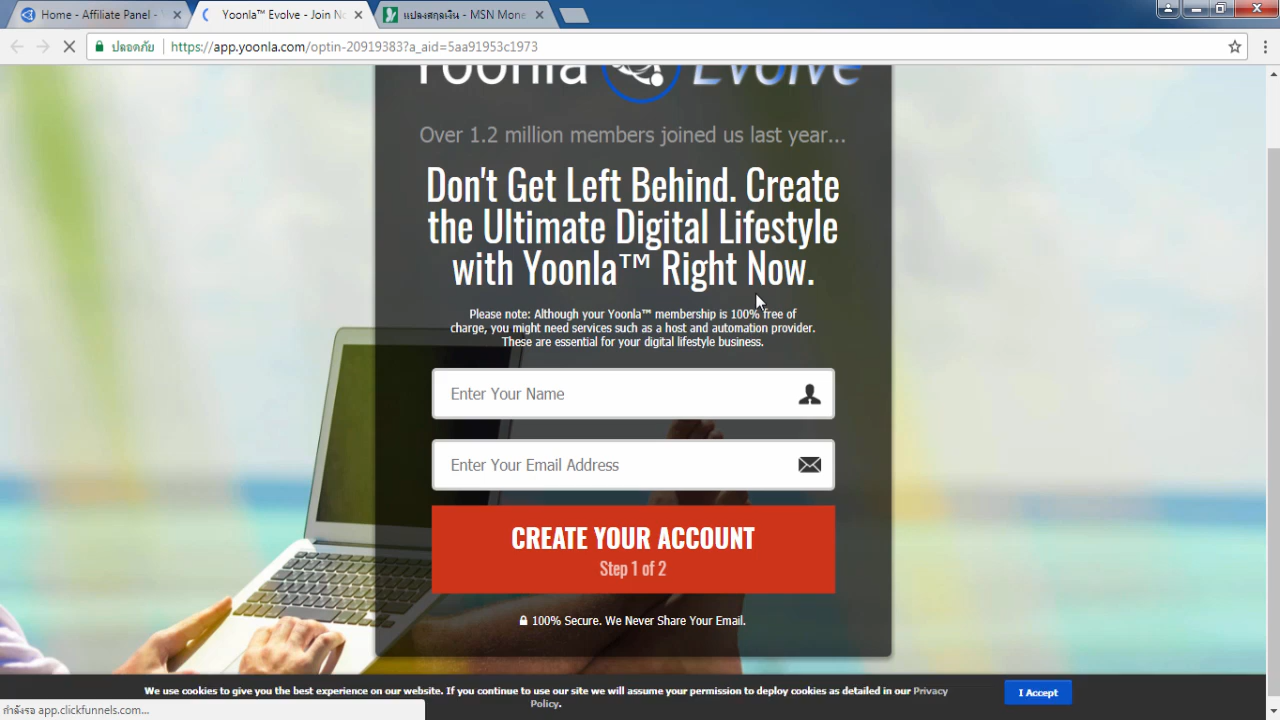 Home - Affiliate Panel -
Yoonla™ Evolve - Join No
แปลงสกุลเงิน - MSN Mone
ปลอดภัย
https://app.yoonla.com/optin-20919383?a_aid=5aa91953c1973
Yoonla Evolve
Over 1.2 million members joined us last year...
Don't Get Left Behind. Create
the Ultimate Digital Lifestyle
with Yoonla™ Right Now.
Please note: Although your Yoonla™ membership is 100% free of
charge, you might need services such as a host and automation provider.
These are essential for your digital lifestyle business.
Enter Your Name
Enter Your Email Address
CREATE YOUR ACCOUNT
Step 1 of 2
100% Secure. We Never Share Your Email.
We use cookies to give you the best experience on our website. If you continue to use our site we will assume your permission to deploy cookies as detailed in our Privacy
Policy.
I Accept
กำลังรอ app.clickfunnels.com...